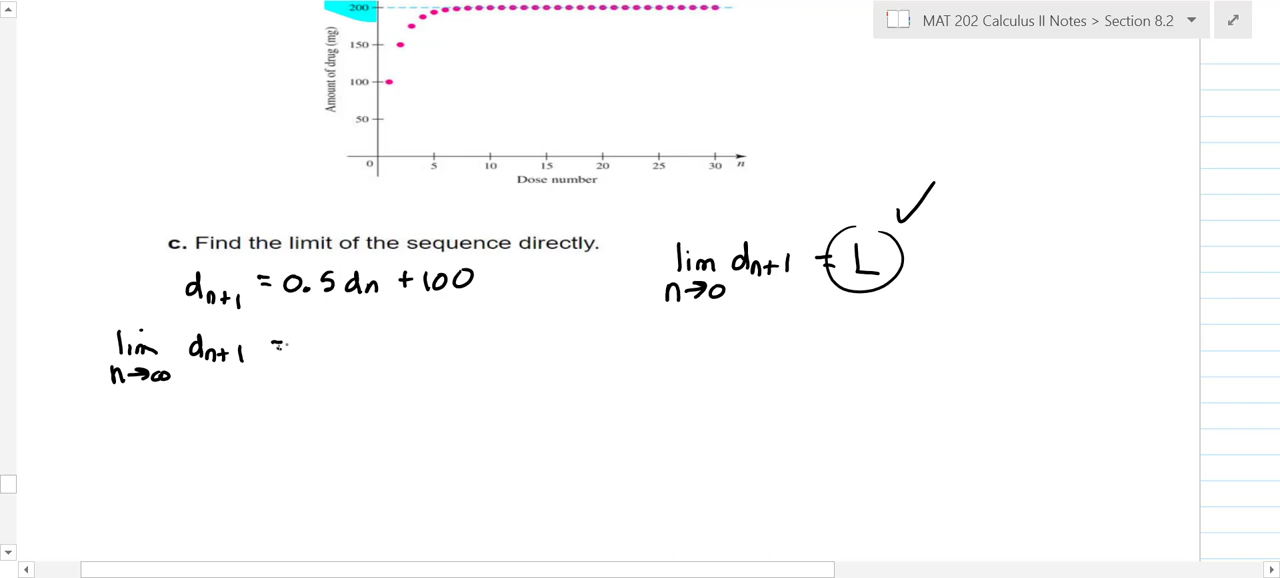 MAT 202 Calculus II Notes > Section 8.2
200
150
100
50
0
Amount of drug (mg)
5 10 15 20 25 30 n
Dose number
c. Find the limit of the sequence directly.
lim dn+1 = L ✓
n→0
dn+1 = 0.5 dn + 100
lim dn+1 =
n→∞